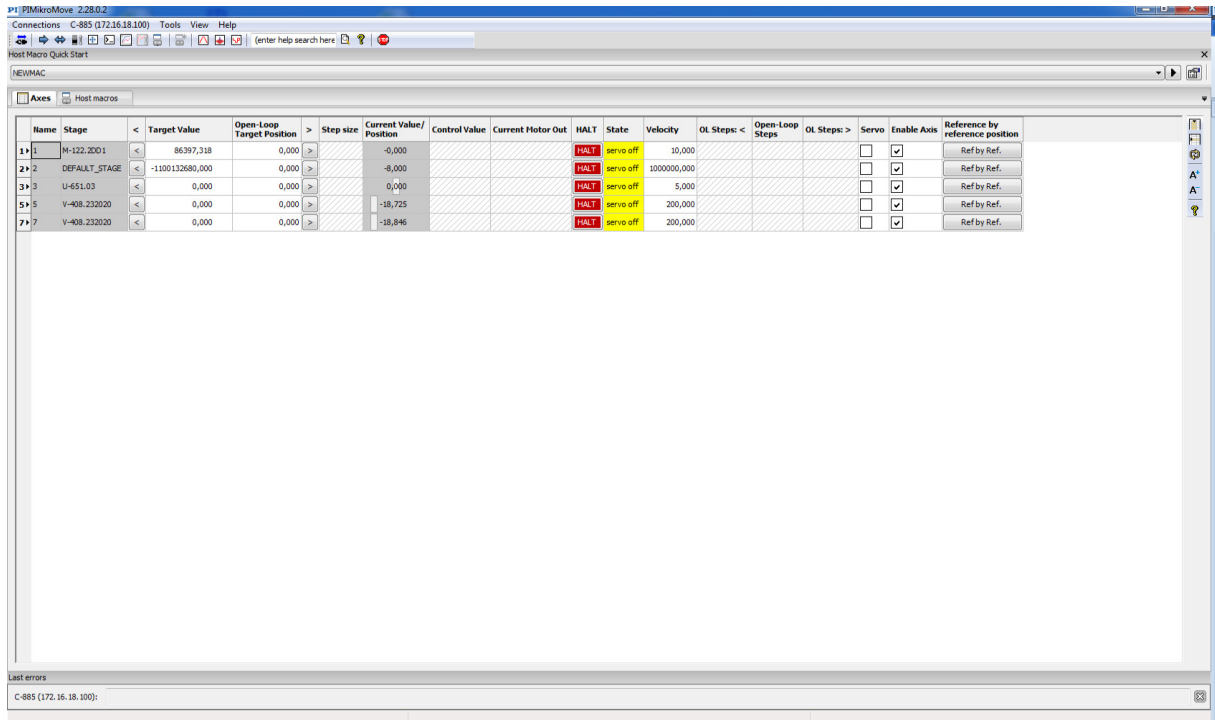 PI PIMikroMove 2.28.0.2
Connections C-885 (172.16.18.100) Tools View Help
(enter help search here STOP
Host Macro Quick Start
NEWMAC
Axes Host macros
Name Stage < Target Value Open-Loop Target Position > Step size Current Value/ Position Control Value Current Motor Out HALT State Velocity OL Steps: < Open-Loop Steps OL Steps: > Servo Enable Axis Reference by reference position
1 1 M-122.2DD1 < 86397,318 0,000 > -0,000 HALT servo off 10,000 Ref by Ref.
2 2 DEFAULT_STAGE < -1100132680,000 0,000 > -8,000 HALT servo off 1000000,000 Ref by Ref.
3 3 U-651.03 < 0,000 0,000 > 0,000 HALT servo off 5,000 Ref by Ref.
5 5 V-408.232020 < 0,000 0,000 > -18,725 HALT servo off 200,000 Ref by Ref.
7 7 V-408.232020 < 0,000 0,000 > -18,846 HALT servo off 200,000 Ref by Ref.
A+
A-
Last errors
C-885 (172.16.18.100):